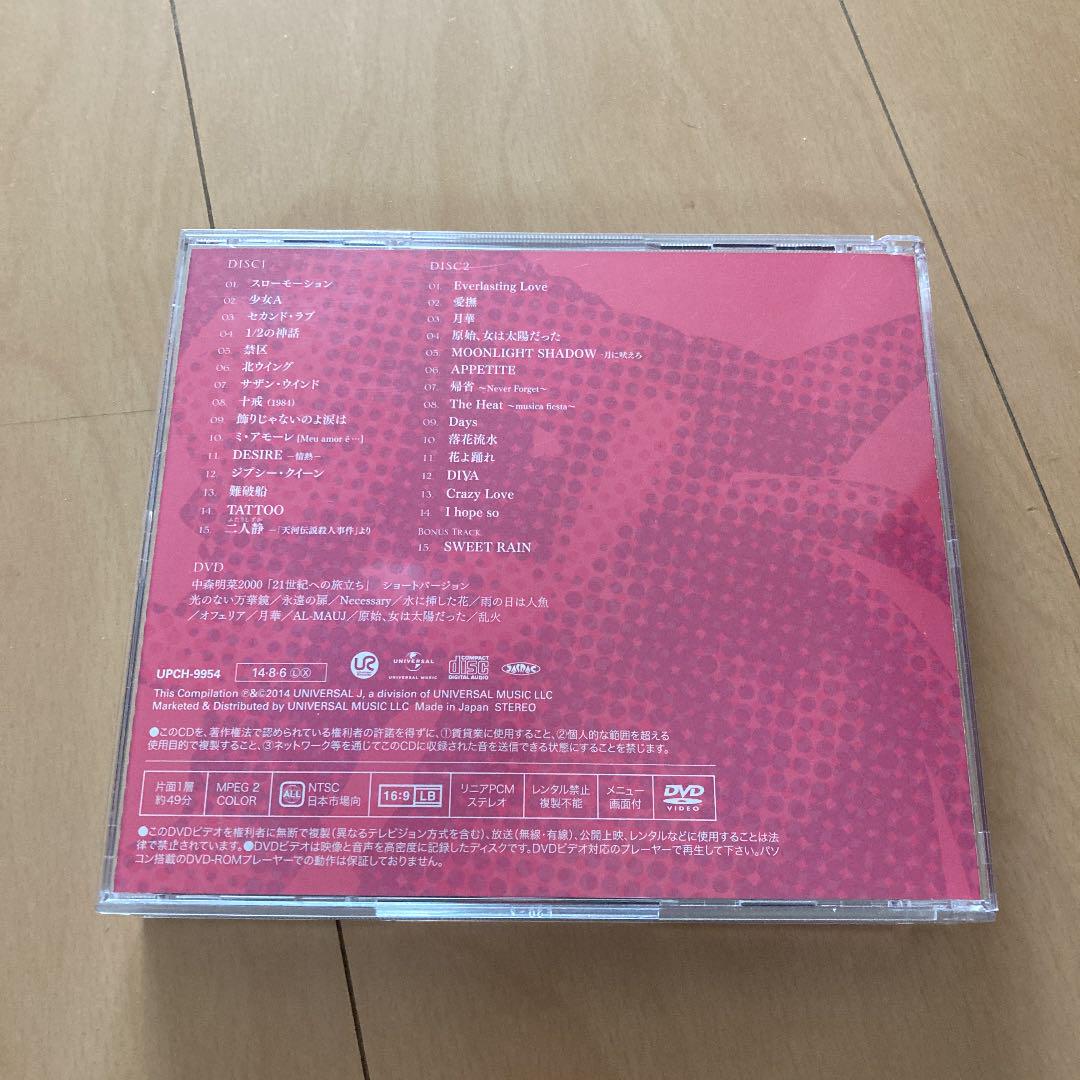 DISC1
01. スローモーション
02. 少女A
03. セカンド・ラブ
04. 1/2の神話
05. 禁区
06. 北ウイング
07. サザン・ウインド
08. 十戒 (1984)
09. 飾りじゃないのよ涙は
10. ミ・アモーレ [Meu amor é…]
11. DESIRE －情熱－
12. ジプシー・クイーン
13. 難破船
14. TATTOO
ふたりしずか
15. 二人静 －「天河伝説殺人事件」より
DISC2
01. Everlasting Love
02. 愛撫
03. 月華
04. 原始、女は太陽だった
05. MOONLIGHT SHADOW -月に吠えろ
06. APPETITE
07. 帰省 ～Never Forget～
08. The Heat ～musica fiesta～
09. Days
10. 落花流水
11. 花よ踊れ
12. DIVA
13. Crazy Love
14. I hope so
BONUS TRACK
15. SWEET RAIN
DVD
中森明菜2000「21世紀への旅立ち」 ショートバージョン
光のない万華鏡／永遠の扉／Necessary／水に挿した花／雨の日は人魚
／オフェリア／月華／AL-MAUJ／原始、女は太陽だった／乱火
UPCH-9954 14・8・6 Ⓛ Ⓧ
UR UNIVERSAL UNIVERSAL MUSIC COMPACT disc DIGITAL AUDIO JASRAC
This Compilation ℗&©2014 UNIVERSAL J, a division of UNIVERSAL MUSIC LLC
Marketed & Distributed by UNIVERSAL MUSIC LLC Made in Japan STEREO
●このCDを、著作権法で認められている権利者の許諾を得ずに、①賃貸業に使用すること、②個人的な範囲を超える
使用目的で複製すること、③ネットワーク等を通じてこのCDに収録された音を送信できる状態にすることを禁じます。
片面1層
約49分
MPEG 2
COLOR
ALL
NTSC
日本市場向
16:9 LB
リニアPCM
ステレオ
レンタル禁止
複製不能
メニュー
画面付
DVD
VIDEO
●このDVDビデオを権利者に無断で複製(異なるテレビジョン方式を含む)、放送(無線・有線)、公開上映、レンタルなどに使用することは法
律で禁止されています。●DVDビデオは映像と音声を高密度に記録したディスクです。DVDビデオ対応のプレーヤーで再生して下さい。パソ
コン搭載のDVD-ROMプレーヤーでの動作は保証しておりません。